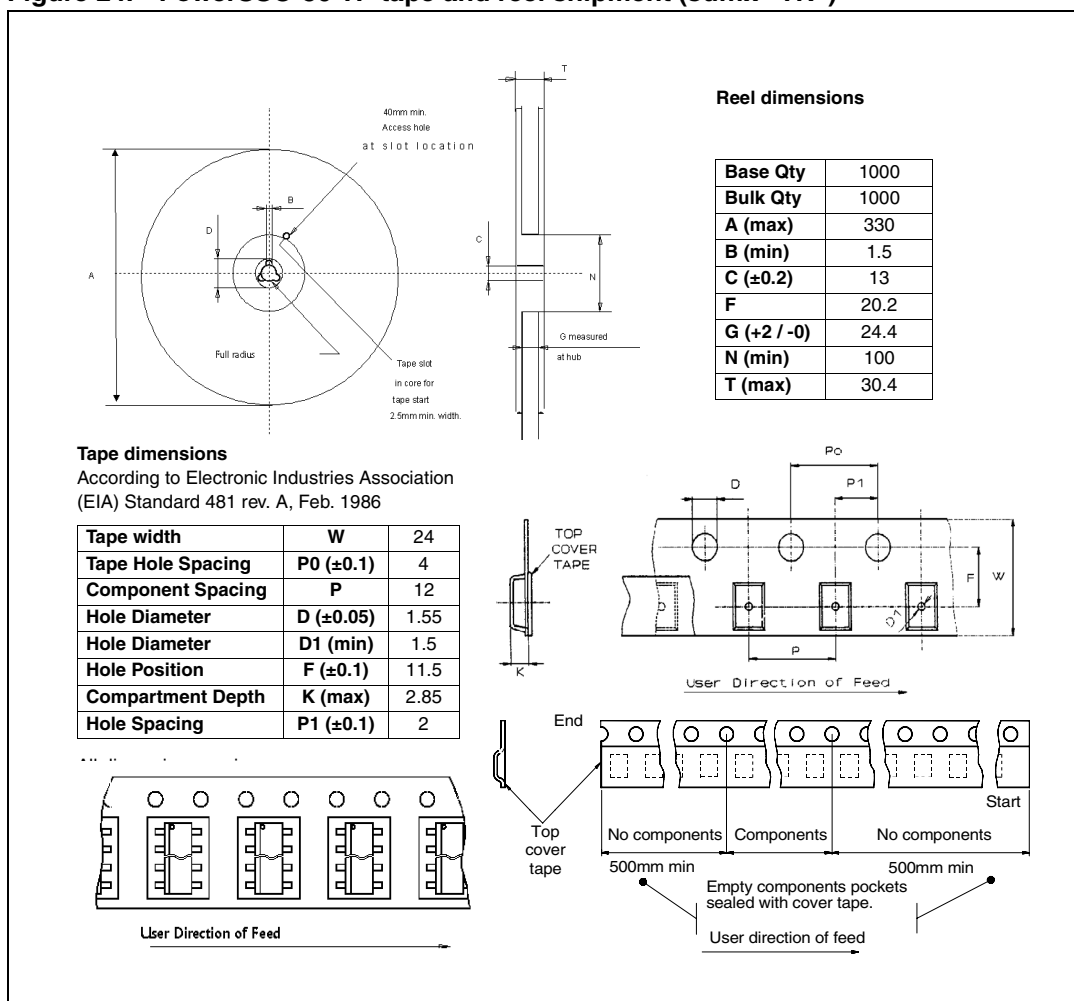 T
40mm min.
Access hole
at slot location
B
D
C
A
N
Full radius
G measured
at hub
Tape slot
in core for
tape start
2.5mm min. width.
Reel dimensions
Base Qty 1000
Bulk Qty 1000
A (max) 330
B (min) 1.5
C (±0.2) 13
F 20.2
G (+2 / -0) 24.4
N (min) 100
T (max) 30.4
Tape dimensions
According to Electronic Industries Association
(EIA) Standard 481 rev. A, Feb. 1986
Tape width W 24
Tape Hole Spacing P0 (±0.1) 4
Component Spacing P 12
Hole Diameter D (±0.05) 1.55
Hole Diameter D1 (min) 1.5
Hole Position F (±0.1) 11.5
Compartment Depth K (max) 2.85
Hole Spacing P1 (±0.1) 2
Po
D
P1
TOP
COVER
TAPE
F
W
D1
K
P
User Direction of Feed
End
Start
Top
cover
tape
No components
Components
No components
500mm min
500mm min
Empty components pockets
sealed with cover tape.
User direction of feed
User Direction of Feed